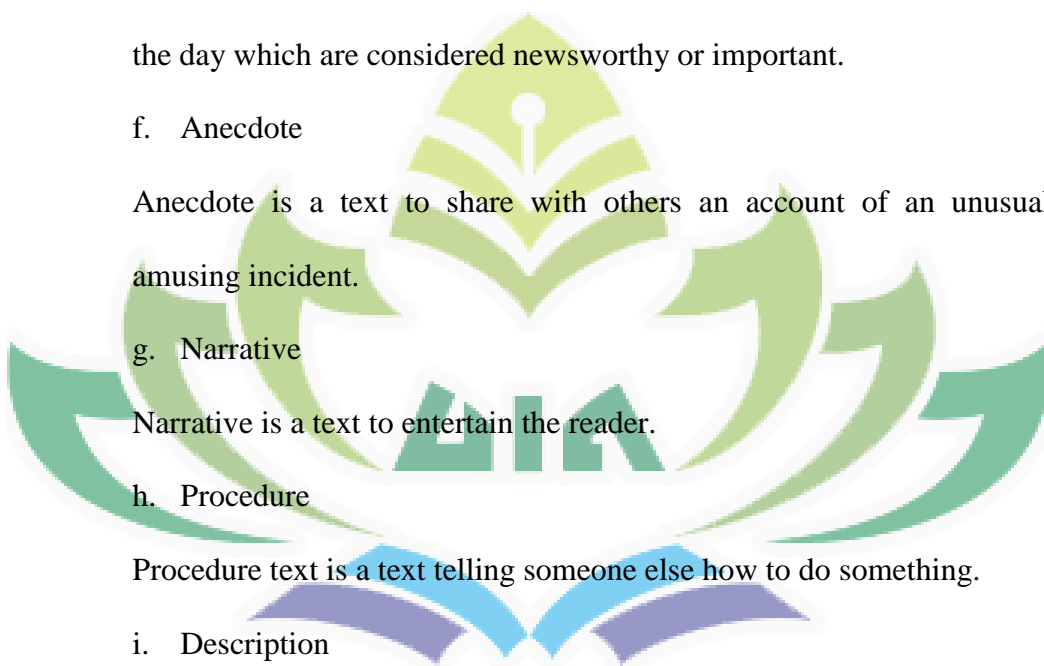 the day which are considered newsworthy or important.
f. Anecdote
Anecdote is a text to share with others an account of an unusual
amusing incident.
g. Narrative
Narrative is a text to entertain the reader.
h. Procedure
Procedure text is a text telling someone else how to do something.
i. Description